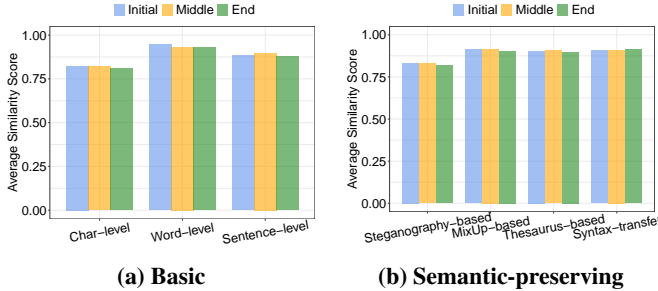 Initial Middle End
Average Similarity Score
1.00
0.75
0.50
0.25
0.00
Char-level
Word-level
Sentence-level
(a) Basic
Initial Middle End
Average Similarity Score
1.00
0.75
0.50
0.25
0.00
Steganography-based
MixUp-based
Thesaurus-based
Syntax-transfer
(b) Semantic-preserving